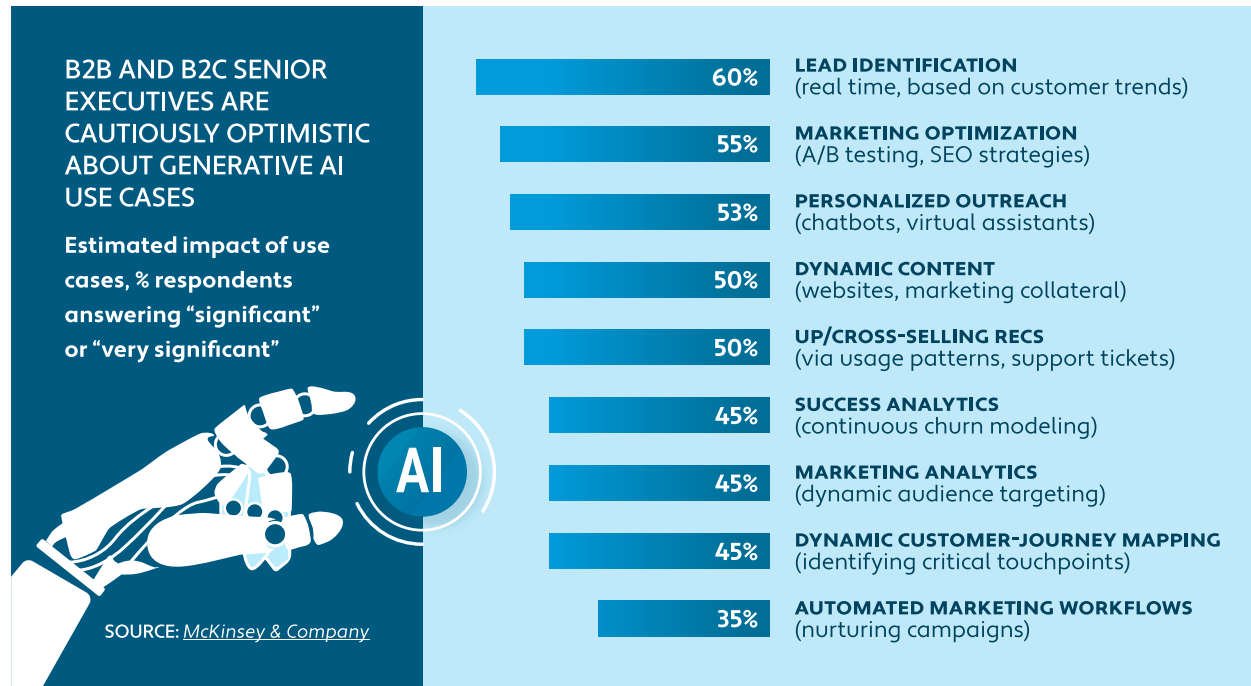 B2B AND B2C SENIOR
EXECUTIVES ARE
CAUTIOUSLY OPTIMISTIC
ABOUT GENERATIVE AI
USE CASES
Estimated impact of use
cases, % respondents
answering “significant”
or “very significant”
AI
SOURCE: McKinsey & Company
60%
LEAD IDENTIFICATION
(real time, based on customer trends)
55%
MARKETING OPTIMIZATION
(A/B testing, SEO strategies)
53%
PERSONALIZED OUTREACH
(chatbots, virtual assistants)
50%
DYNAMIC CONTENT
(websites, marketing collateral)
50%
UP/CROSS-SELLING RECS
(via usage patterns, support tickets)
45%
SUCCESS ANALYTICS
(continuous churn modeling)
45%
MARKETING ANALYTICS
(dynamic audience targeting)
45%
DYNAMIC CUSTOMER-JOURNEY MAPPING
(identifying critical touchpoints)
35%
AUTOMATED MARKETING WORKFLOWS
(nurturing campaigns)